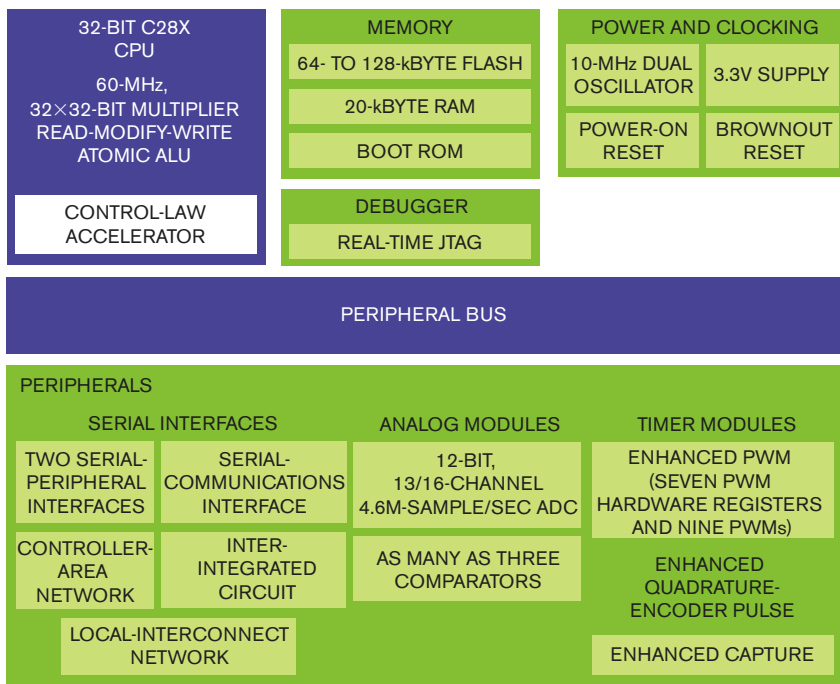 32-BIT C28X
CPU
60-MHz,
32×32-BIT MULTIPLIER
READ-MODIFY-WRITE
ATOMIC ALU
CONTROL-LAW
ACCELERATOR
MEMORY
64- TO 128-kBYTE FLASH
20-kBYTE RAM
BOOT ROM
DEBUGGER
REAL-TIME JTAG
POWER AND CLOCKING
10-MHz DUAL
OSCILLATOR
3.3V SUPPLY
POWER-ON
RESET
BROWNOUT
RESET
PERIPHERAL BUS
PERIPHERALS
SERIAL INTERFACES
TWO SERIAL-
PERIPHERAL
INTERFACES
SERIAL-
COMMUNICATIONS
INTERFACE
CONTROLLER-
AREA
NETWORK
INTER-
INTEGRATED
CIRCUIT
LOCAL-INTERCONNECT
NETWORK
ANALOG MODULES
12-BIT,
13/16-CHANNEL
4.6M-SAMPLE/SEC ADC
AS MANY AS THREE
COMPARATORS
TIMER MODULES
ENHANCED PWM
(SEVEN PWM
HARDWARE REGISTERS
AND NINE PWMs)
ENHANCED
QUADRATURE-
ENCODER PULSE
ENHANCED CAPTURE